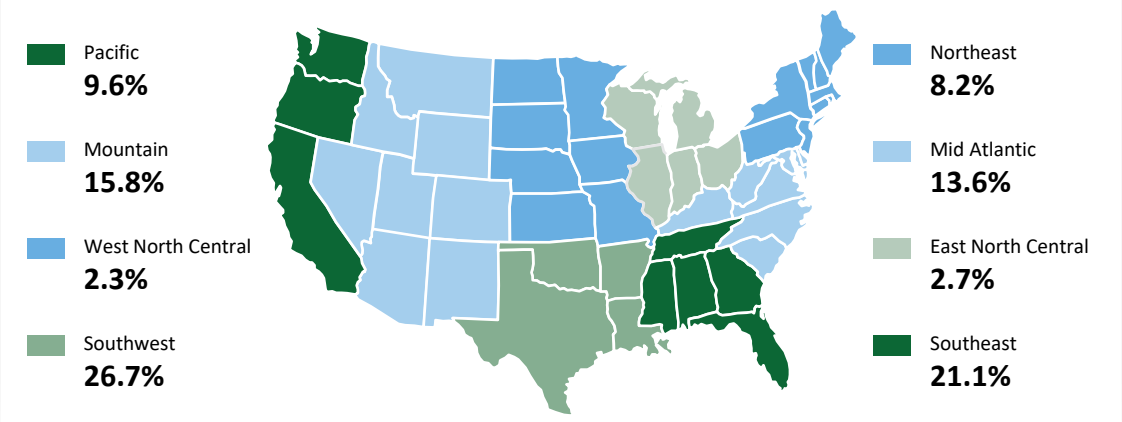 Pacific
9.6%
Mountain
15.8%
West North Central
2.3%
Southwest
26.7%
Northeast
8.2%
Mid Atlantic
13.6%
East North Central
2.7%
Southeast
21.1%